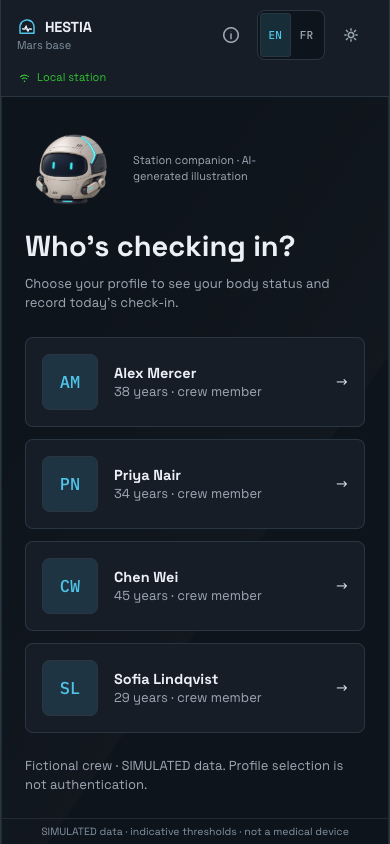 HESTIA
Mars base
EN
FR
Local station
Station companion · AI-
generated illustration
Who's checking in?
Choose your profile to see your body status and
record today's check-in.
AM
Alex Mercer
38 years · crew member
→
PN
Priya Nair
34 years · crew member
→
CW
Chen Wei
45 years · crew member
→
SL
Sofia Lindqvist
29 years · crew member
→
Fictional crew · SIMULATED data. Profile selection is
not authentication.
SIMULATED data · indicative thresholds · not a medical device